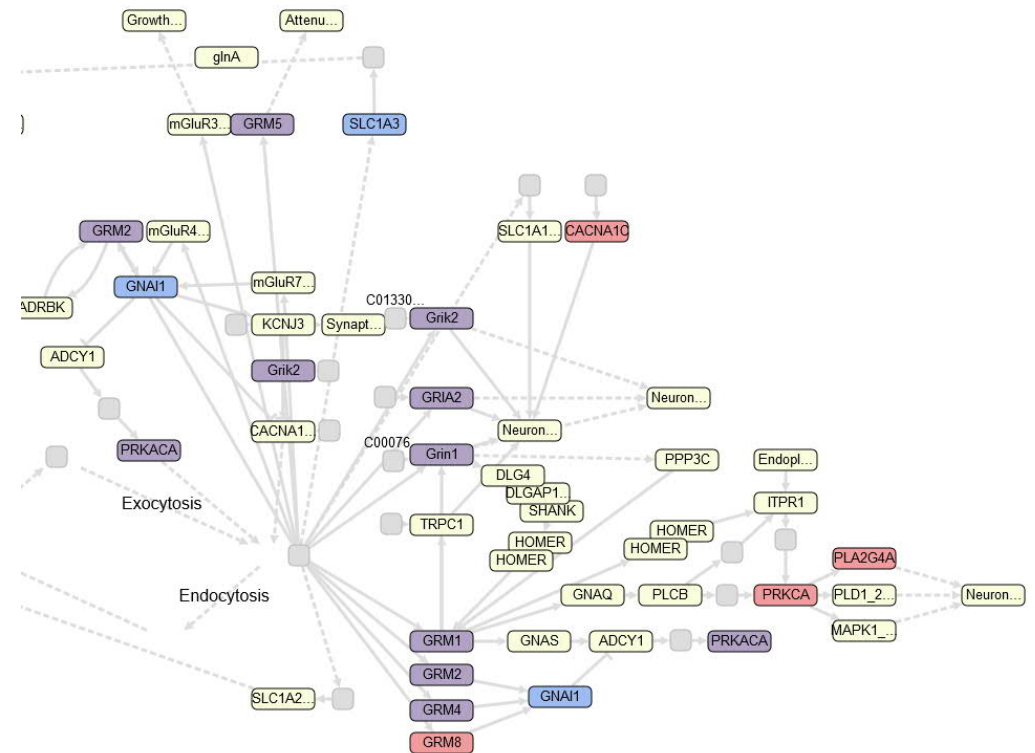 Growth...
Attenu...
glnA
mGluR3...
GRM5
SLC1A3
GRM2
mGluR4...
SLC1A1...
CACNA1C
GNAI1
mGluR7...
ADRBK
C01330...
KCNJ3
Synapt...
Grik2
ADCY1
Grik2
GRIA2
Neuron...
CACNA1...
Neuron...
C00076
PRKACA
Grin1
PPP3C
Endopl...
DLG4
DLGAP1...
SHANK
ITPR1
Exocytosis
TRPC1
HOMER
HOMER
HOMER
HOMER
PLA2G4A
Endocytosis
GNAQ
PLCB
PRKCA
PLD1_2...
Neuron...
MAPK1_...
GRM1
GNAS
ADCY1
PRKACA
GRM2
SLC1A2...
GNAI1
GRM4
GRM8